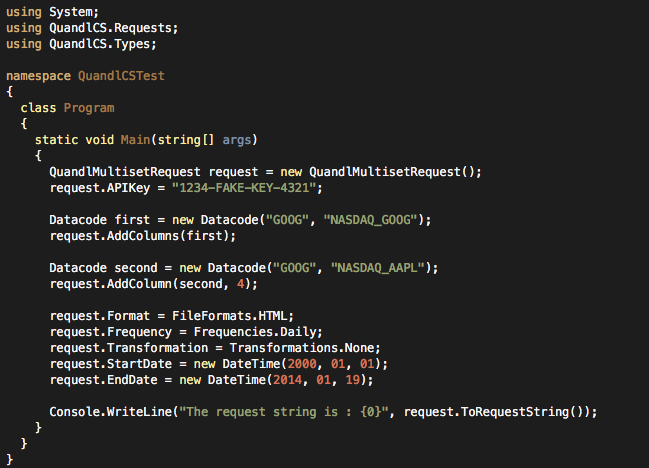 using System;
using QuandlCS.Requests;
using QuandlCS.Types;

namespace QuandlCSTest
{
  class Program
  {
    static void Main(string[] args)
    {
      QuandlMultisetRequest request = new QuandlMultisetRequest();
      request.APIKey = "1234-FAKE-KEY-4321";

      Datacode first = new Datacode("GOOG", "NASDAQ_GOOG");
      request.AddColumns(first);

      Datacode second = new Datacode("GOOG", "NASDAQ_AAPL");
      request.AddColumn(second, 4);

      request.Format = FileFormats.HTML;
      request.Frequency = Frequencies.Daily;
      request.Transformation = Transformations.None;
      request.StartDate = new DateTime(2000, 01, 01);
      request.EndDate = new DateTime(2014, 01, 19);

      Console.WriteLine("The request string is : {0}", request.ToRequestString());
    }
  }
}